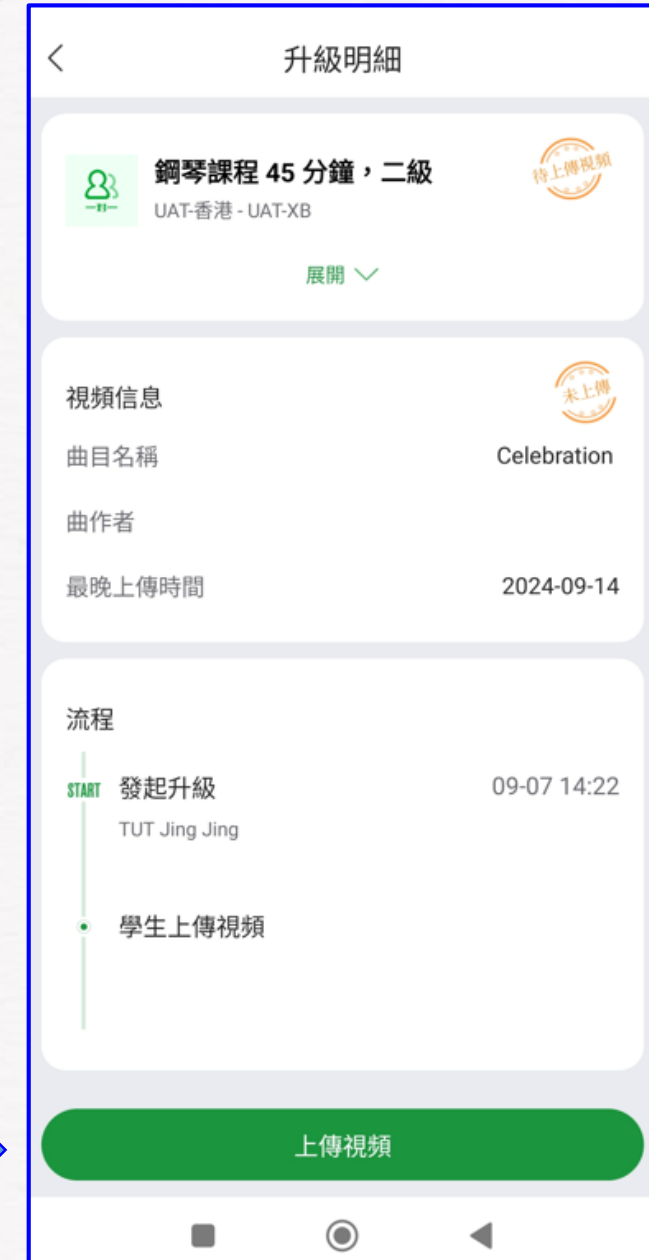 升級明細
鋼琴課程 45 分鐘，二級
待上傳視頻
一對一
UAT-香港 - UAT-XB
展開
視頻信息
未上傳
曲目名稱 Celebration
曲作者
最晚上傳時間 2024-09-14
流程
START 發起升級 09-07 14:22
TUT Jing Jing
學生上傳視頻
上傳視頻